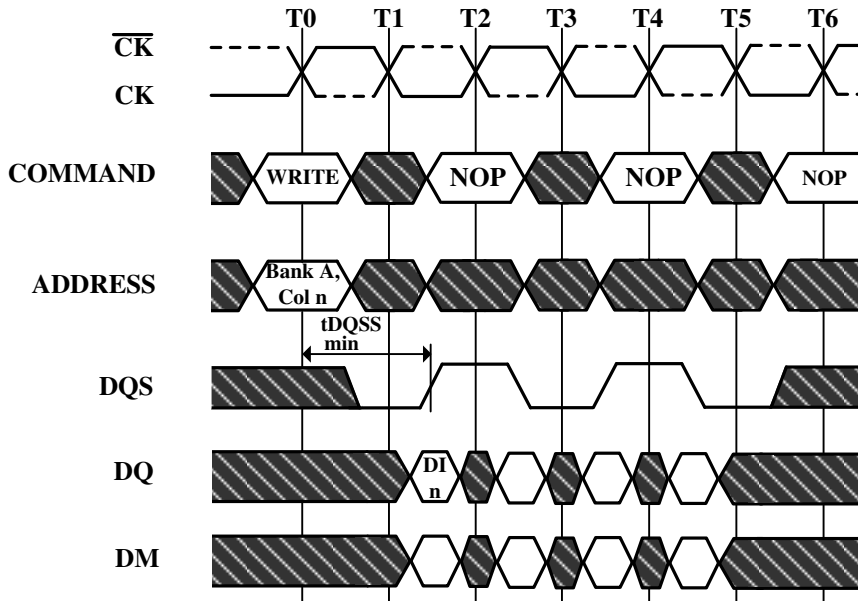 T0 T1 T2 T3 T4 T5 T6
CK
CK
COMMAND WRITE NOP NOP NOP
ADDRESS Bank A,
Col n
tDQSS
min
DQS
DQ DI
n
DM